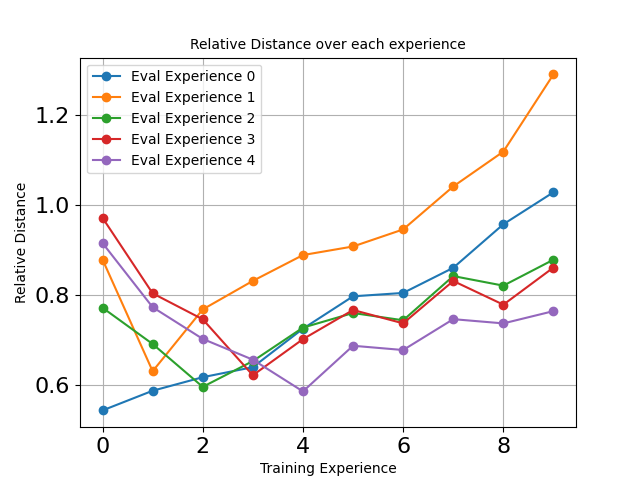 Relative Distance over each experience
Eval Experience 0
Eval Experience 1
Eval Experience 2
Eval Experience 3
Eval Experience 4
1.2
1.0
0.8
0.6
Relative Distance
0 2 4 6 8
Training Experience